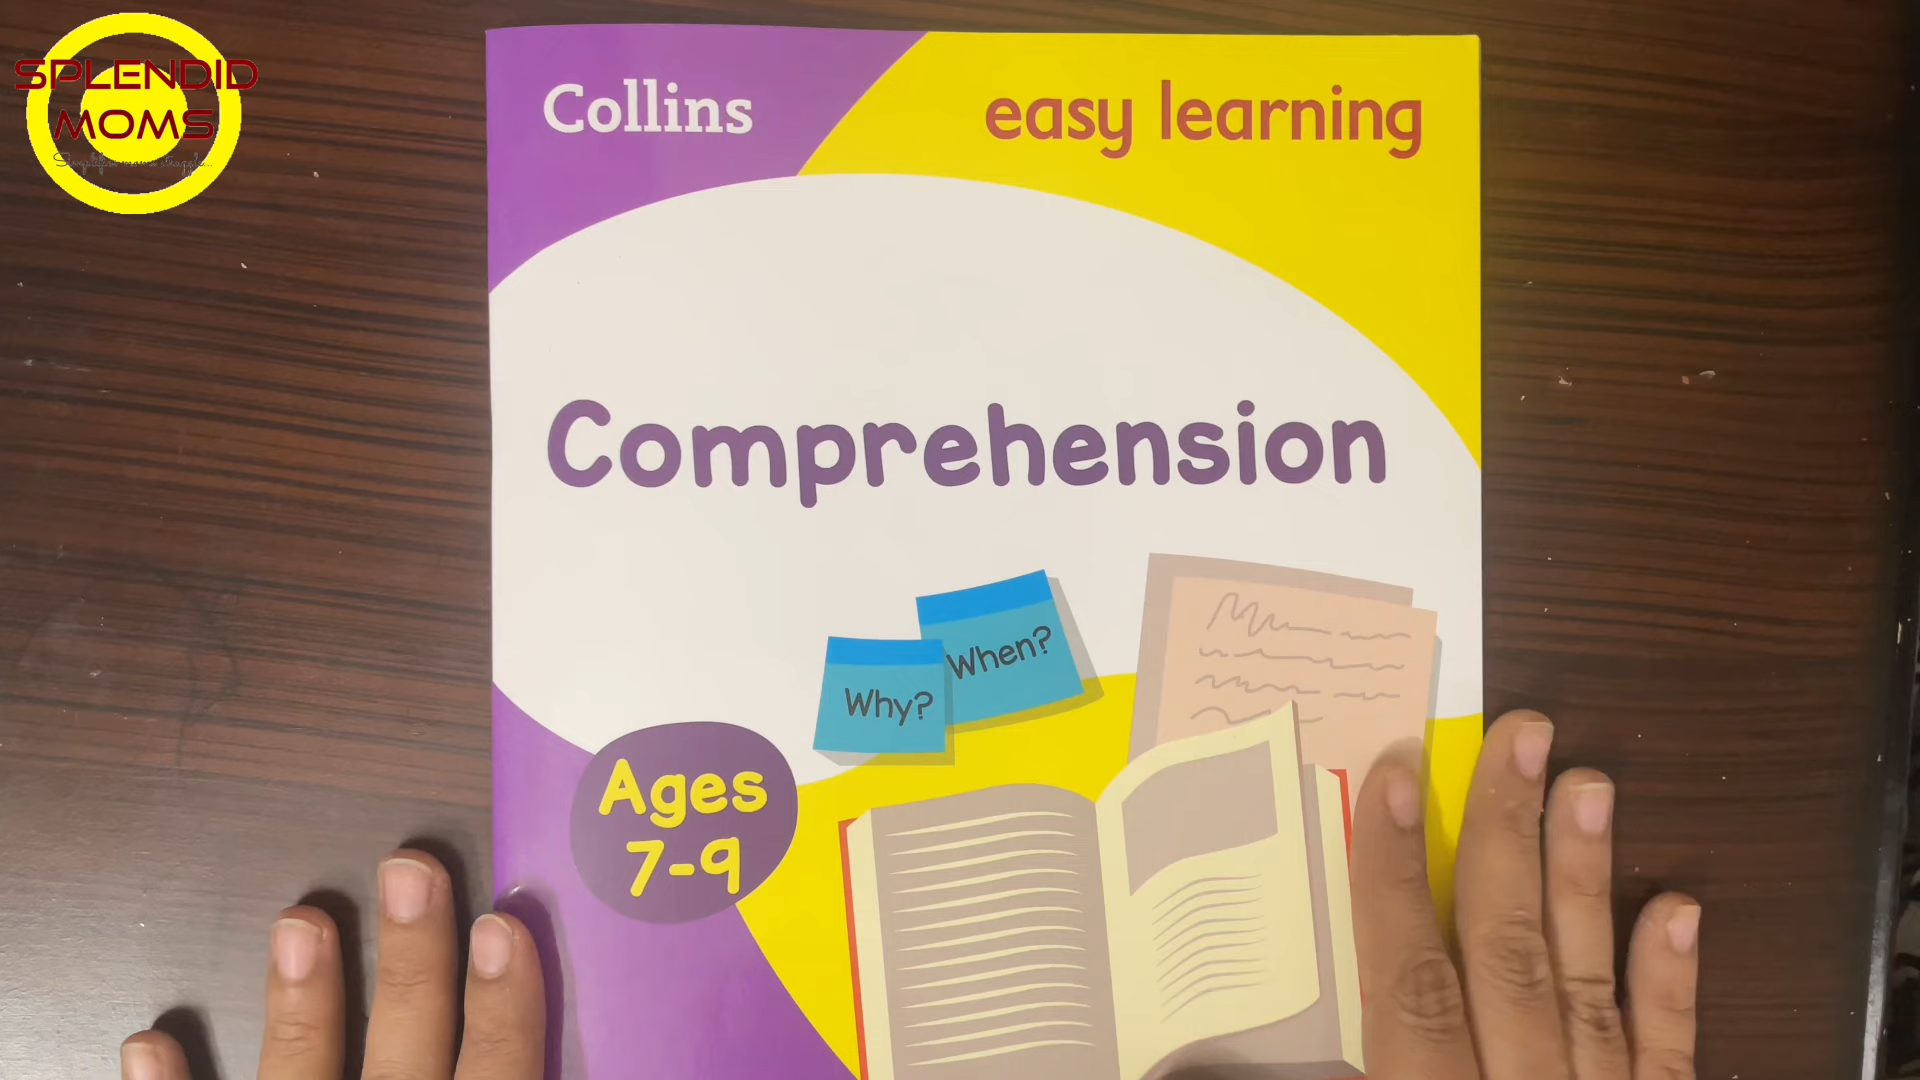 SPLENDID
MOMS
Collins
easy learning
Comprehension
When?
Why?
Ages
7-9